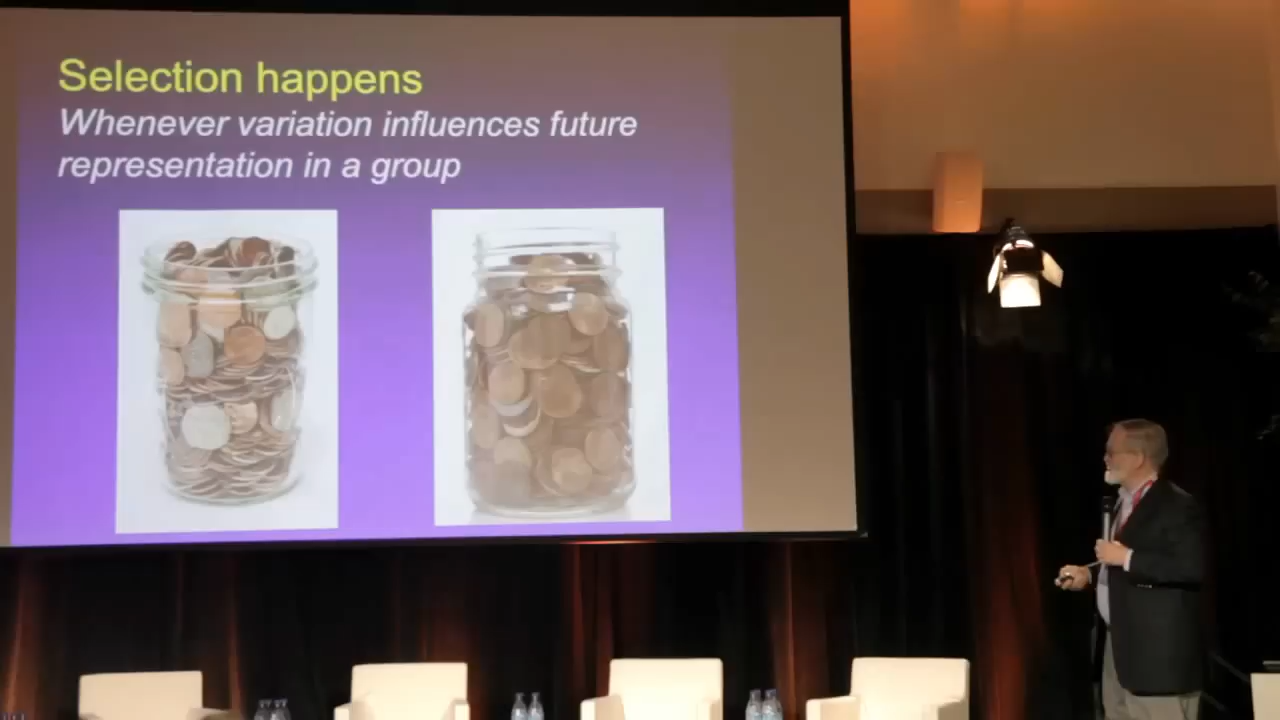 Selection happens
Whenever variation influences future
representation in a group